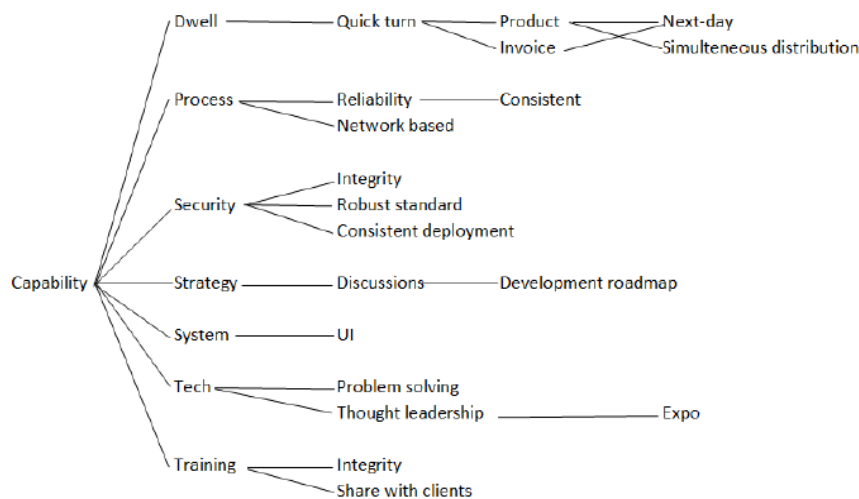 Dwell Quick turn Product Next-day
Invoice Simulteneous distribution
Process Reliability Consistent
Network based
Integrity
Security Robust standard
Consistent deployment
Capability Strategy Discussions Development roadmap
System UI
Tech Problem solving
Thought leadership Expo
Training Integrity
Share with clients